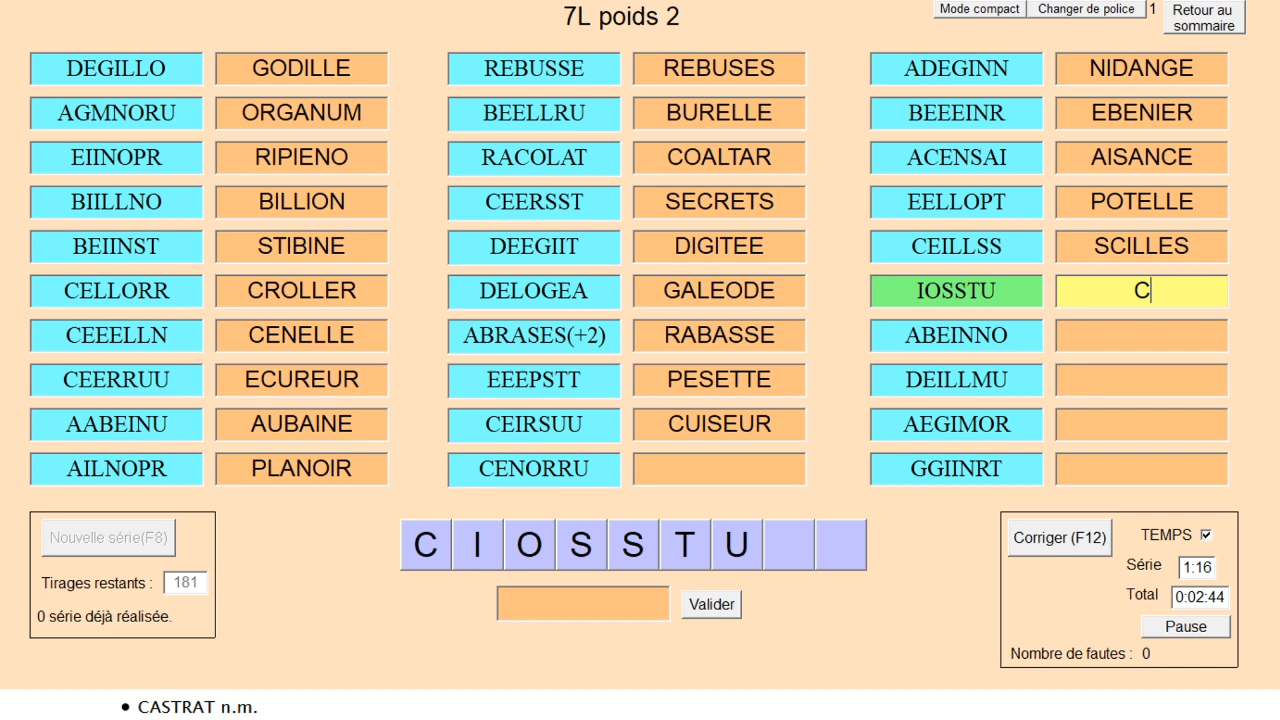 7L poids 2
Mode compact Changer de police 1 Retour au
sommaire
DEGILLO GODILLE REBUSSE REBUSES ADEGINN NIDANGE
AGMNORU ORGANUM BEELLRU BURELLE BEEEINR EBENIER
EIINOPR RIPIENO RACOLAT COALTAR ACENSAI AISANCE
BIILLNO BILLION CEERSST SECRETS EELLOPT POTELLE
BEIINST STIBINE DEEGIIT DIGITEE CEILLSS SCILLES
CELLORR CROLLER DELOGEA GALEODE IOSSTU C
CEEELLN CENELLE ABRASES(+2) RABASSE ABEINNO
CEERRUU ECUREUR EEEPSTT PESETTE DEILLMU
AABEINU AUBAINE CEIRSUU CUISEUR AEGIMOR
AILNOPR PLANOIR CENORRU GGIINRT
Nouvelle série(F8)
Tirages restants : 181
0 série déjà réalisée.
C I O S S T U
Valider
Corriger (F12) TEMPS
Série 1:16
Total 0:02:44
Pause
Nombre de fautes : 0
• CASTRAT n.m.